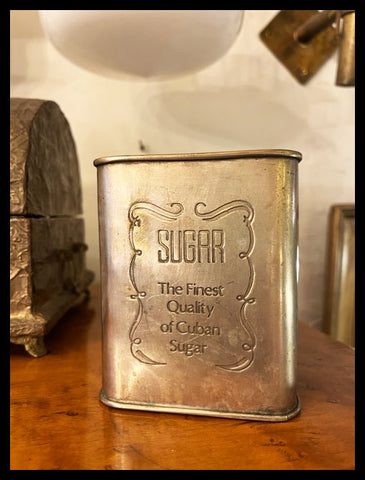 SUGAR
The Finest
Quality
of Cuban
Sugar